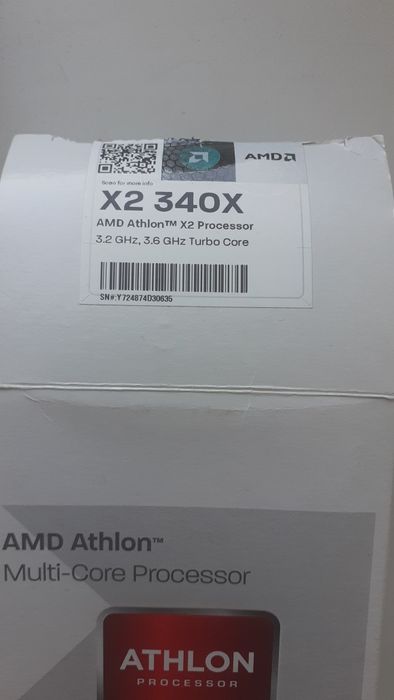 AMD
Scan for more info
X2 340X
AMD Athlon™ X2 Processor
3.2 GHz, 3.6 GHz Turbo Core
SN#:Y724874D30635
AMD Athlon™
Multi-Core Processor
ATHLON
PROCESSOR